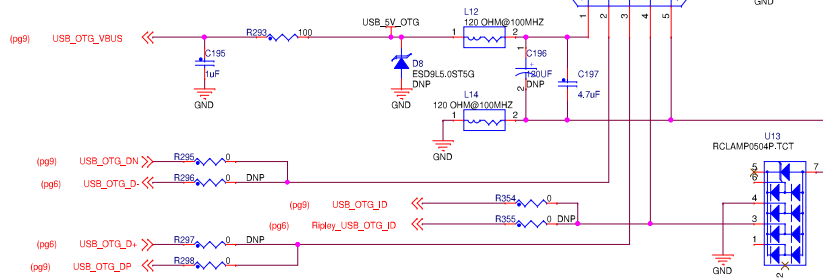 1 2 3 4 5
GND
L12
USB_5V_OTG
120 OHM@100MHZ
(pg9) USB_OTG_VBUS R293 100 1 2
C195
1uF
GND
D8
ESD9L5.0ST5G
DNP
GND
1
C196
+
120UF
DNP
2
C197
4.7uF
L14
120 OHM@100MHZ
1 2
GND
U13
RCLAMP0504P-TCT
(pg9) USB_OTG_DN R295 0
(pg6) USB_OTG_D- R296 0 DNP
5 7
6
4
3
1
2
(pg9) USB_OTG_ID R354 0
(pg6) Ripley_USB_OTG_ID R355 0 DNP
(pg6) USB_OTG_D+ R297 0 DNP
(pg9) USB_OTG_DP R298 0
GND